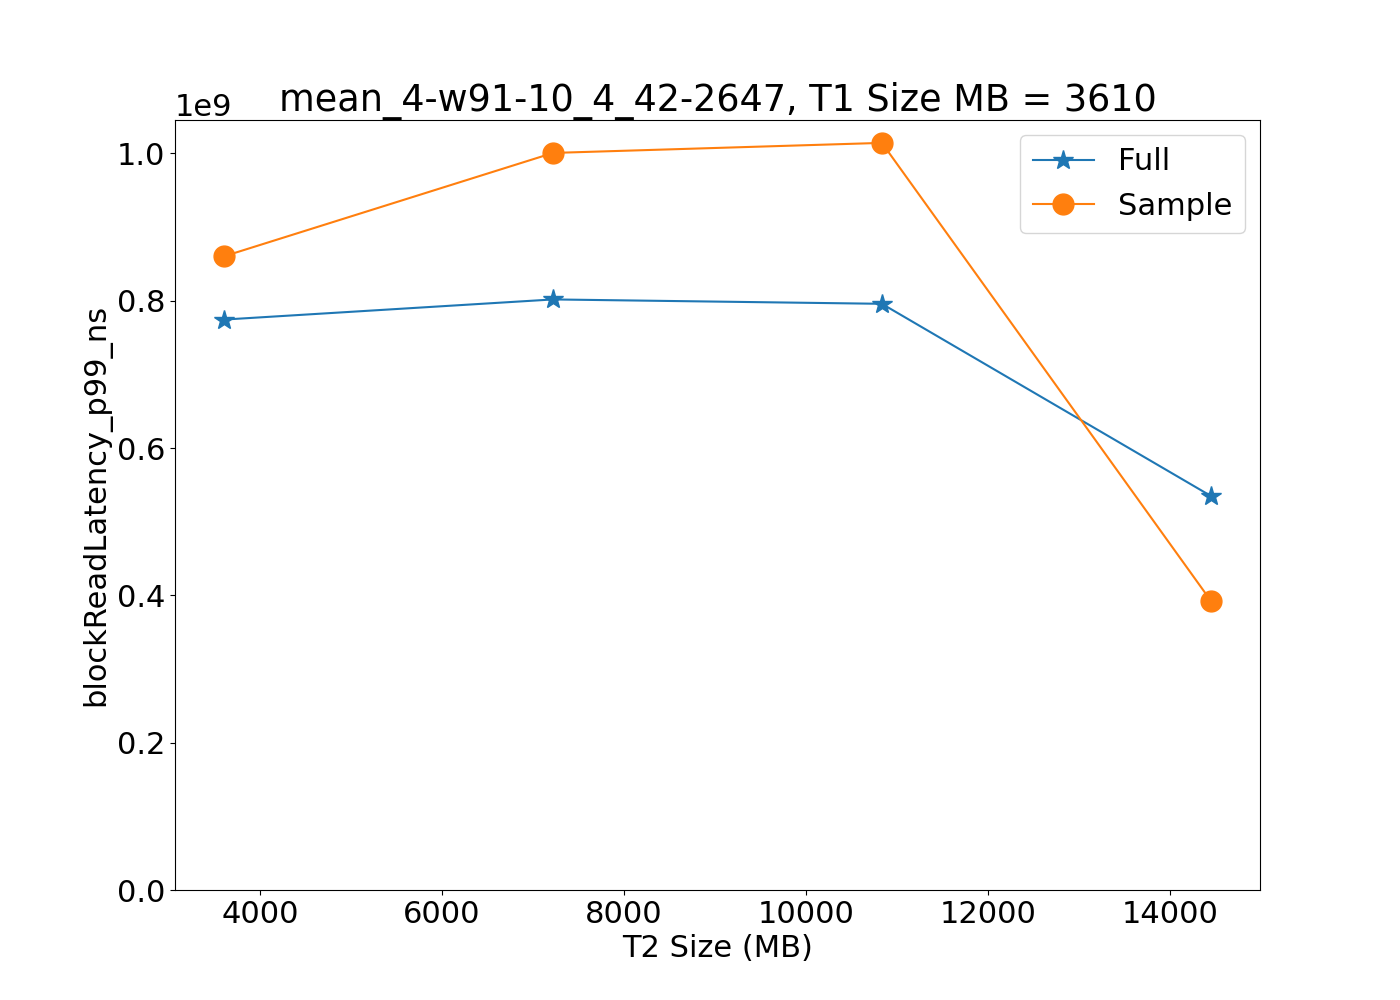 mean_4-w91-10_4_42-2647, T1 Size MB = 3610
1e9
Full
Sample
1.0
0.8
0.6
0.4
0.2
0.0
blockReadLatency_p99_ns
4000 6000 8000 10000 12000 14000
T2 Size (MB)